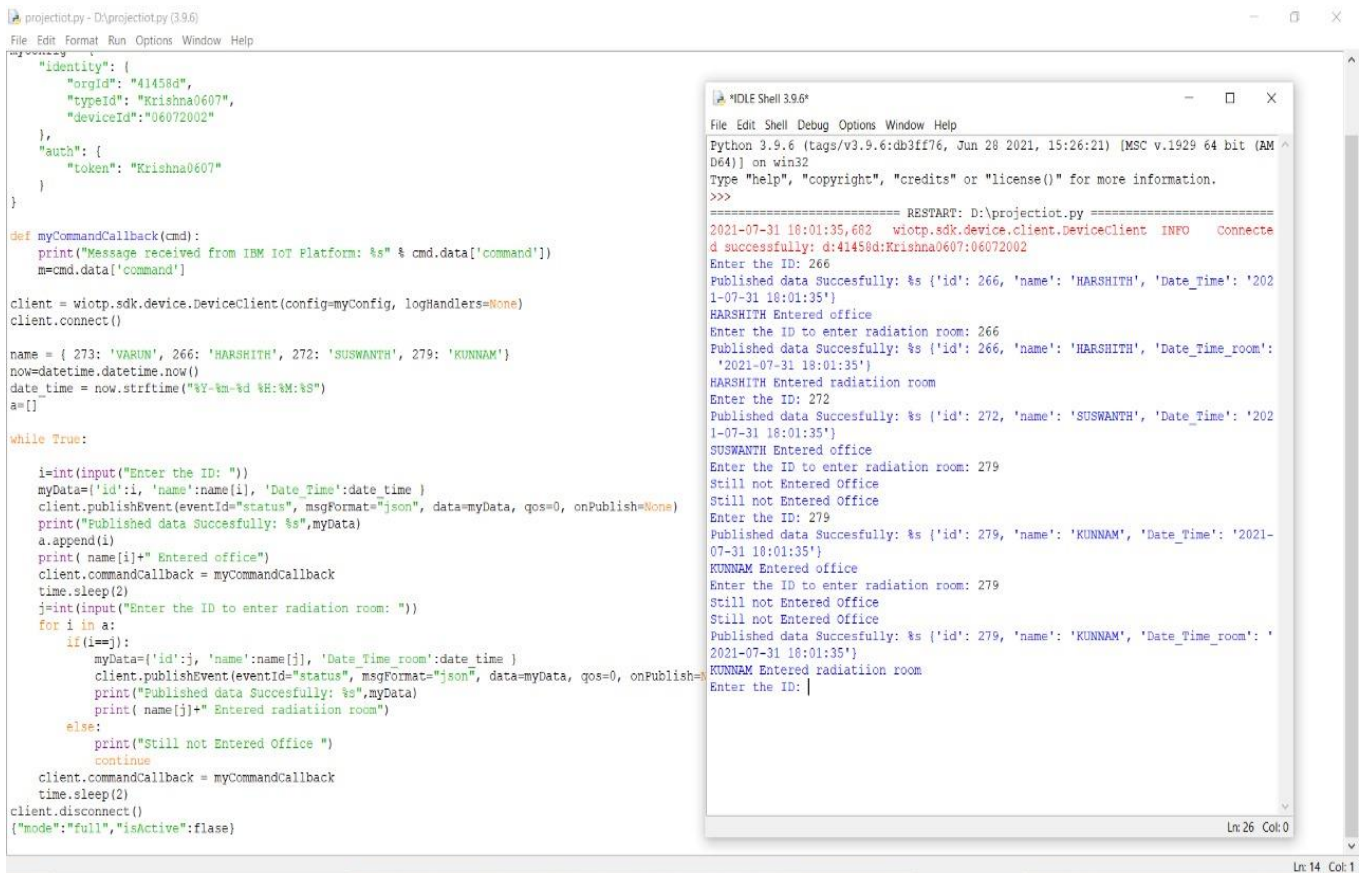 projectiot.py - D:\projectiot.py (3.9.6)
File Edit Format Run Options Window Help
    "identity": {
        "orgId": "41458d",
        "typeId": "Krishna0607",
        "deviceId":"06072002"
    },
    "auth": {
        "token": "Krishna0607"
    }
}
def myCommandCallback(cmd):
    print("Message received from IBM IoT Platform: %s" % cmd.data['command'])
    m=cmd.data['command']
client = wiotp.sdk.device.DeviceClient(config=myConfig, logHandlers=None)
client.connect()
name = { 273: 'VARUN', 266: 'HARSHITH', 272: 'SUSWANTH', 279: 'KUNNAM'}
now=datetime.datetime.now()
date_time = now.strftime("%Y-%m-%d %H:%M:%S")
a=[]
while True:
    i=int(input("Enter the ID: "))
    myData={'id':i, 'name':name[i], 'Date_Time':date_time }
    client.publishEvent(eventId="status", msgFormat="json", data=myData, qos=0, onPublish=None)
    print("Published data Succesfully: %s",myData)
    a.append(i)
    print( name[i]+" Entered office")
    client.commandCallback = myCommandCallback
    time.sleep(2)
    j=int(input("Enter the ID to enter radiation room: "))
    for i in a:
        if(i==j):
            myData={'id':j, 'name':name[j], 'Date_Time_room':date_time }
            client.publishEvent(eventId="status", msgFormat="json", data=myData, qos=0, onPublish=
            print("Published data Succesfully: %s",myData)
            print( name[j]+" Entered radiatiion room")
        else:
            print("Still not Entered Office ")
            continue
    client.commandCallback = myCommandCallback
    time.sleep(2)
client.disconnect()
{"mode":"full","isActive":flase}
*IDLE Shell 3.9.6*
File Edit Shell Debug Options Window Help
Python 3.9.6 (tags/v3.9.6:db3ff76, Jun 28 2021, 15:26:21) [MSC v.1929 64 bit (AM
D64)] on win32
Type "help", "copyright", "credits" or "license()" for more information.
>>>
=========================== RESTART: D:\projectiot.py ==========================
2021-07-31 18:01:35,682   wiotp.sdk.device.client.DeviceClient  INFO    Connecte
d successfully: d:41458d:Krishna0607:06072002
Enter the ID: 266
Published data Succesfully: %s {'id': 266, 'name': 'HARSHITH', 'Date_Time': '202
1-07-31 18:01:35'}
HARSHITH Entered office
Enter the ID to enter radiation room: 266
Published data Succesfully: %s {'id': 266, 'name': 'HARSHITH', 'Date_Time_room':
 '2021-07-31 18:01:35'}
HARSHITH Entered radiatiion room
Enter the ID: 272
Published data Succesfully: %s {'id': 272, 'name': 'SUSWANTH', 'Date_Time': '202
1-07-31 18:01:35'}
SUSWANTH Entered office
Enter the ID to enter radiation room: 279
Still not Entered Office
Still not Entered Office
Enter the ID: 279
Published data Succesfully: %s {'id': 279, 'name': 'KUNNAM', 'Date_Time': '2021-
07-31 18:01:35'}
KUNNAM Entered office
Enter the ID to enter radiation room: 279
Still not Entered Office
Still not Entered Office
Published data Succesfully: %s {'id': 279, 'name': 'KUNNAM', 'Date_Time_room': '
2021-07-31 18:01:35'}
KUNNAM Entered radiatiion room
Enter the ID:
Ln: 26 Col: 0
Ln: 14 Col: 1